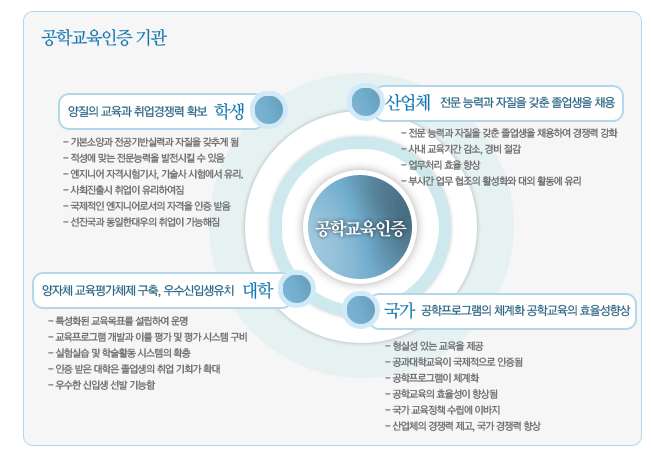 공학교육인증 기관
양질의 교육과 취업경쟁력 확보 학생
- 기본소양과 전공기반실력과 자질을 갖추게 됨
- 적성에 맞는 전문능력을 발전시킬 수 있음
- 엔지니어 자격시험기사, 기술사 시험에서 유리.
- 사회진출시 취업이 유리하여짐
- 국제적인 엔지니어로서의 자격을 인증 받음
- 선진국과 동일한대우의 취업이 가능해짐
산업체 전문 능력과 자질을 갖춘 졸업생을 채용
- 전문 능력과 자질을 갖춘 졸업생을 채용하여 경쟁력 강화
- 사내 교육기간 감소, 경비 절감
- 업무처리 효율 향상
- 부시간 업무 협조의 활성화와 대외 활동에 유리
공학교육인증
양자체 교육평가체제 구축, 우수신입생유치 대학
- 특성화된 교육목표를 설립하여 운명
- 교육프로그램 개발과 이를 평가 및 평가 시스템 구비
- 실험실습 및 학술활동 시스템의 확충
- 인증 받은 대학은 졸업생의 취업 기회가 확대
- 우수한 신입생 선발 기능함
국가 공학프로그램의 체계화 공학교육의 효율성향상
- 형실성 있는 교육을 제공
- 공과대학교육이 국제적으로 인증됨
- 공학프로그램이 체계화
- 공학교육의 효율성이 향상됨
- 국가 교육정책 수립에 이바지
- 산업체의 경쟁력 제고, 국가 경쟁력 향상